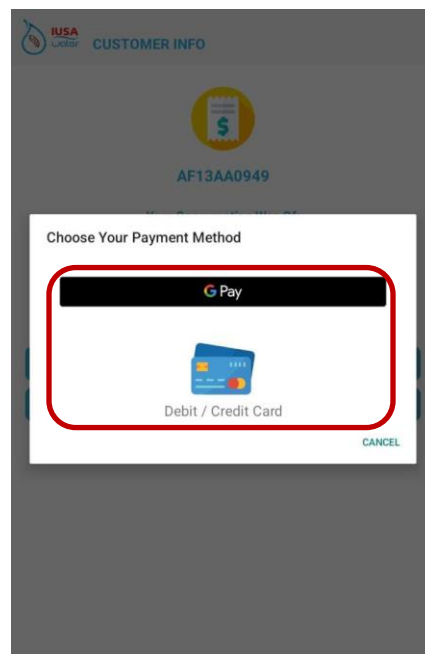 IUSA
water
CUSTOMER INFO
$
AF13AA0949
Choose Your Payment Method
G Pay
Debit / Credit Card
CANCEL